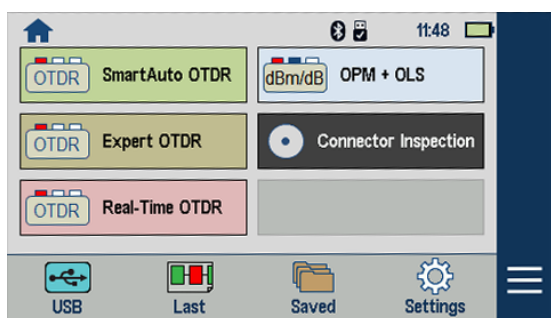 11:48
OTDR SmartAuto OTDR
dBm/dB OPM + OLS
OTDR Expert OTDR
Connector Inspection
OTDR Real-Time OTDR
USB Last Saved Settings